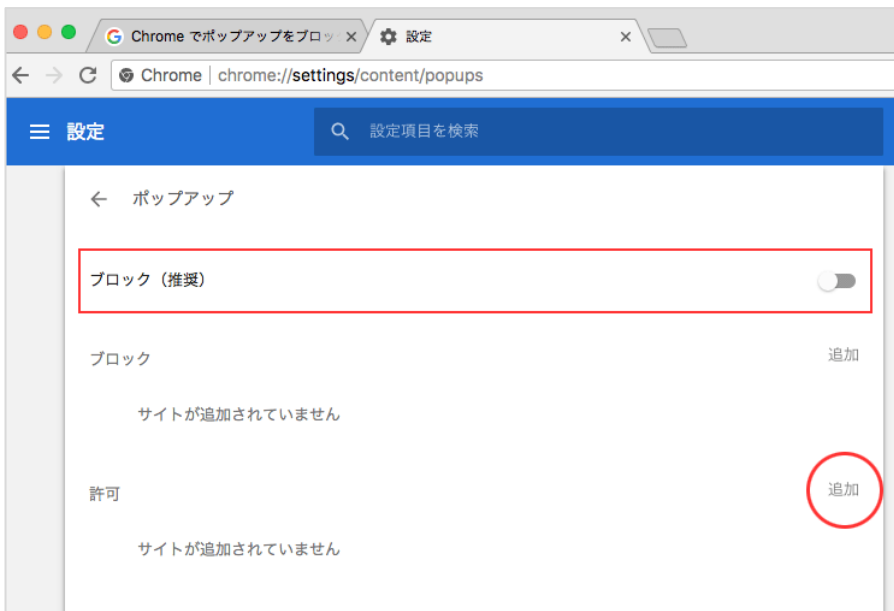 Chrome でポップアップをブロッ
設定
Chrome | chrome://settings/content/popups
設定
設定項目を検索
ポップアップ
ブロック（推奨）
ブロック
追加
サイトが追加されていません
許可
追加
サイトが追加されていません